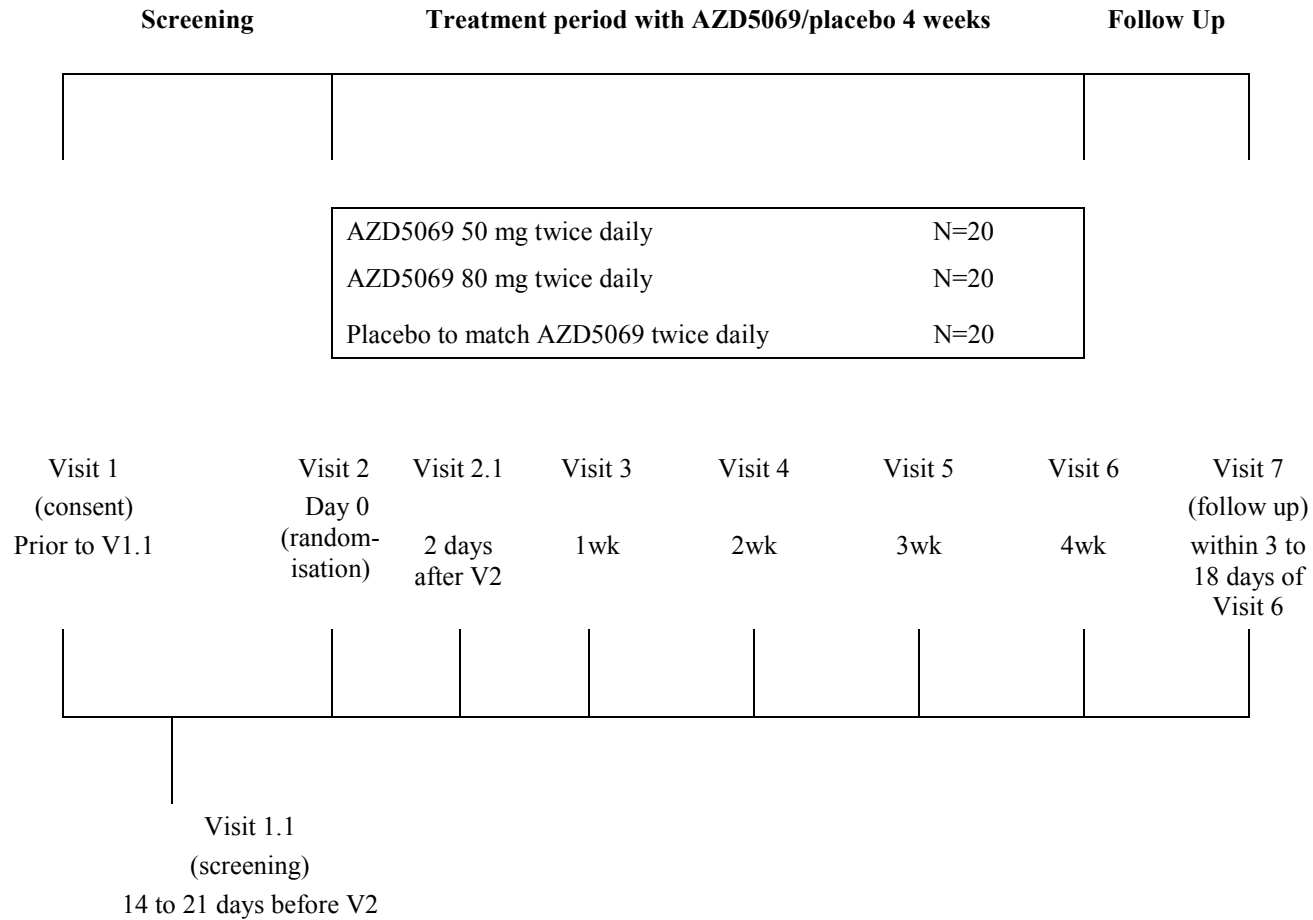 Screening
Treatment period with AZD5069/placebo 4 weeks
Follow Up
AZD5069 50 mg twice daily N=20
AZD5069 80 mg twice daily N=20
Placebo to match AZD5069 twice daily N=20
Visit 1
(consent)
Prior to V1.1
Visit 2
Day 0
(random-
isation)
Visit 2.1
2 days
after V2
Visit 3
1wk
Visit 4
2wk
Visit 5
3wk
Visit 6
4wk
Visit 7
(follow up)
within 3 to
18 days of
Visit 6
Visit 1.1
(screening)
14 to 21 days before V2